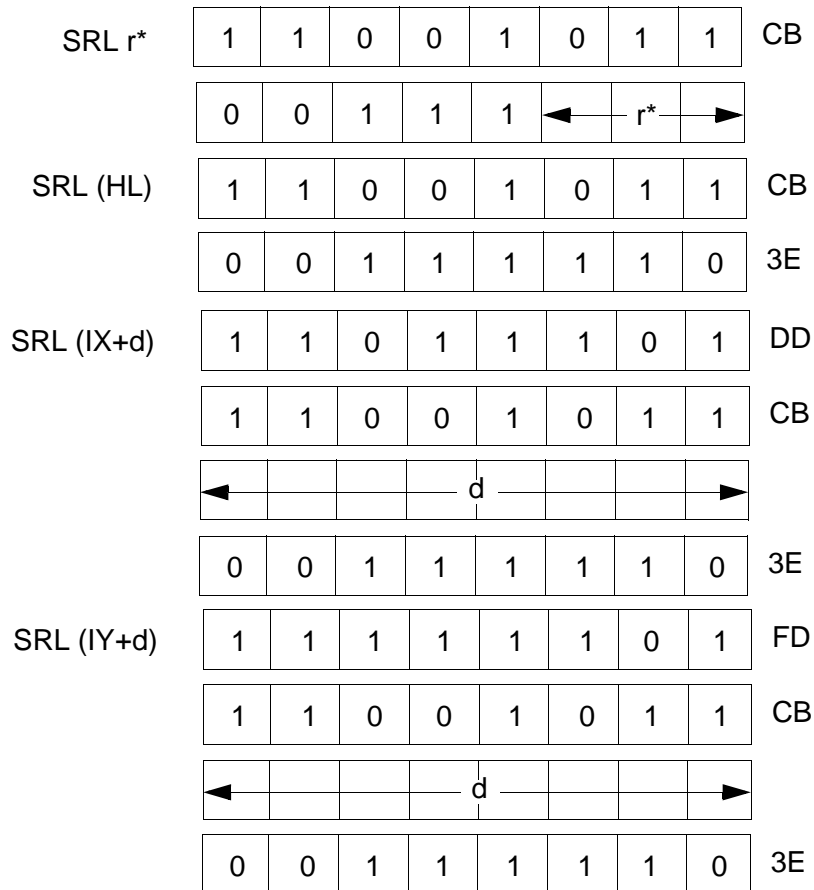 SRL r* 1 1 0 0 1 0 1 1 CB
0 0 1 1 1 r*
SRL (HL) 1 1 0 0 1 0 1 1 CB
0 0 1 1 1 1 1 0 3E
SRL (IX+d) 1 1 0 1 1 1 0 1 DD
1 1 0 0 1 0 1 1 CB
d
0 0 1 1 1 1 1 0 3E
SRL (IY+d) 1 1 1 1 1 1 0 1 FD
1 1 0 0 1 0 1 1 CB
d
0 0 1 1 1 1 1 0 3E